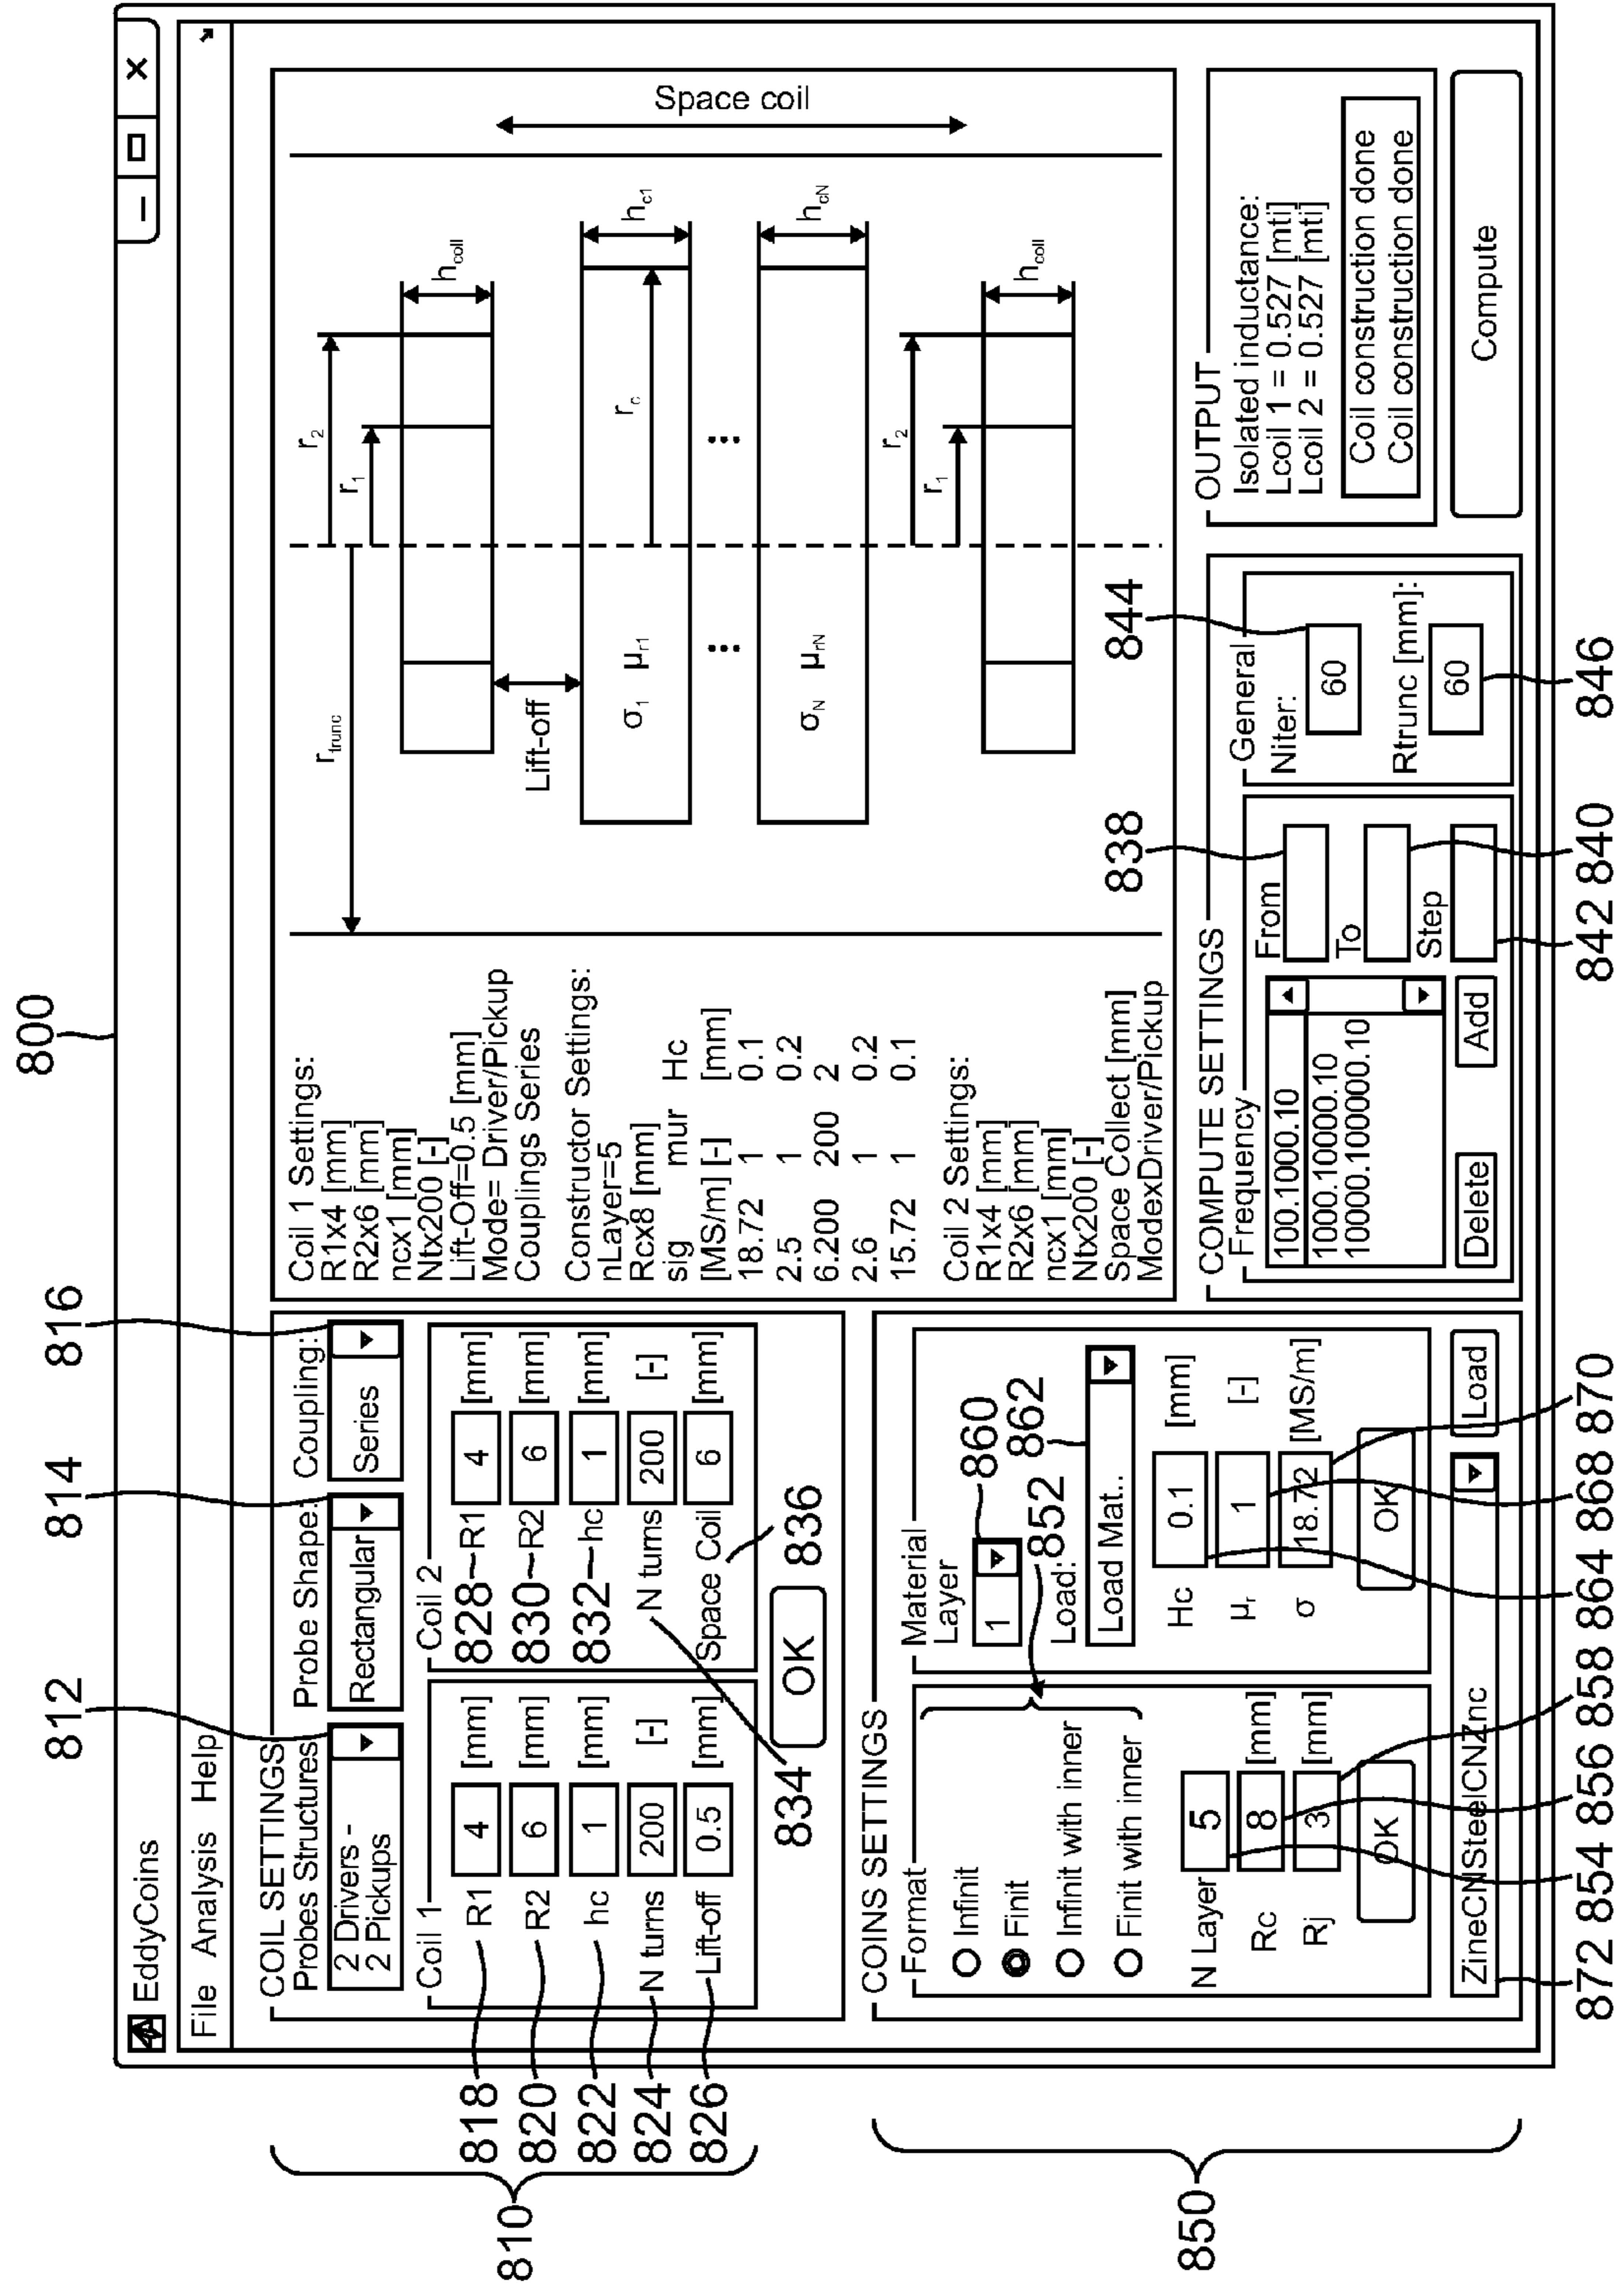 800
EddyCoins
File Analysis Help
COIL SETTINGS
812
814
816
Probes Structures
2 Drivers -
2 Pickups
Probe Shape:
Rectangular
Coupling:
Series
810
Coil 1
818 R1 4 [mm]
820 R2 6 [mm]
822 hc 1 [mm]
824 N turns 200 [-]
826 Lift-off 0.5 [mm]
Coil 2
828 R1 4 [mm]
830 R2 6 [mm]
832 hc 1 [mm]
N turns 200 [-]
Space Coil 6 [mm]
834
OK
836
Coil 1 Settings:
R1x4 [mm]
R2x6 [mm]
ncx1 [mm]
Ntx200 [-]
Lift-Off=0.5 [mm]
Mode= Driver/Pickup
Couplings Series
Constructor Settings:
nLayer=5
Rcx8 [mm]
sig mur Hc
[MS/m] [-] [mm]
18.72 1 0.1
2.5 1 0.2
6.200 200 2
2.6 1 0.2
15.72 1 0.1
Coil 2 Settings:
R1x4 [mm]
R2x6 [mm]
ncx1 [mm]
Ntx200 [-]
Space Collect [mm]
ModexDriver/Pickup
rtrunc
r2
r1
hcoll
Lift-off
σ1 μr1
rc
hc1
... ...
σN μrN
hcN
r2
r1
hcoll
Space coil
850
COINS SETTINGS
Format
Infinit
Finit
Infinit with inner
Finit with inner
852
N Layer 5
Rc 8 [mm]
Rj 3 [mm]
OK
Material
Layer
1
860
Load:
Load Mat..
862
Hc 0.1 [mm]
μr 1 [-]
σ 18.72 [MS/m]
OK
ZineCNSteelCNZnc
Load
872 854 856 858 864 868 870
COMPUTE SETTINGS
Frequency
100.1000.10
1000.10000.10
10000.100000.10
Delete
Add
From
To
Step
838
842 840
General
Niter:
60
Rtrunc [mm]:
60
844
846
OUTPUT
Isolated inductance:
Lcoil 1 = 0.527 [mti]
Lcoil 2 = 0.527 [mti]
Coil construction done
Coil construction done
Compute